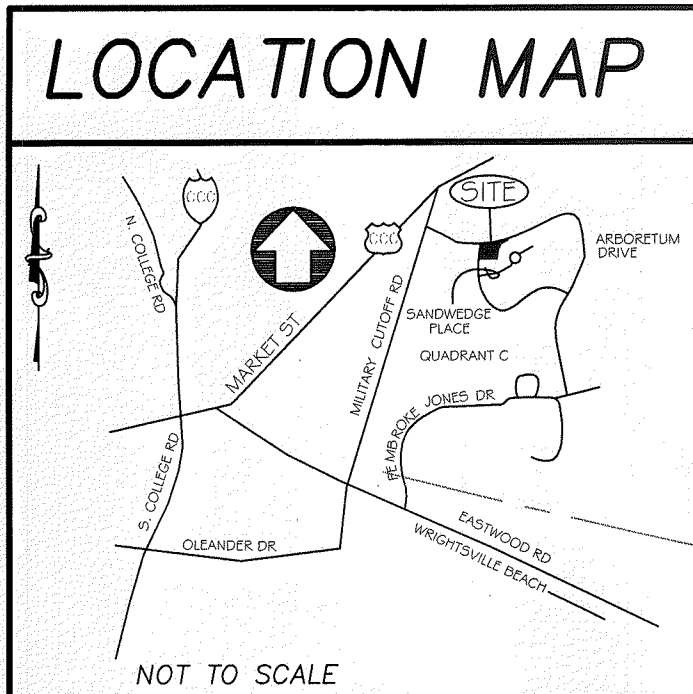 LOCATION MAP
CCC
CCC
SITE
N. COLLEGE RD
ARBORETUM
DRIVE
MARKET ST
MILITARY CUTOFF RD
SANDWEDGE
PLACE
QUADRANT C
PEMBROKE JONES DR
S. COLLEGE RD
OLEANDER DR
EASTWOOD RD
WRIGHTSVILLE BEACH
NOT TO SCALE